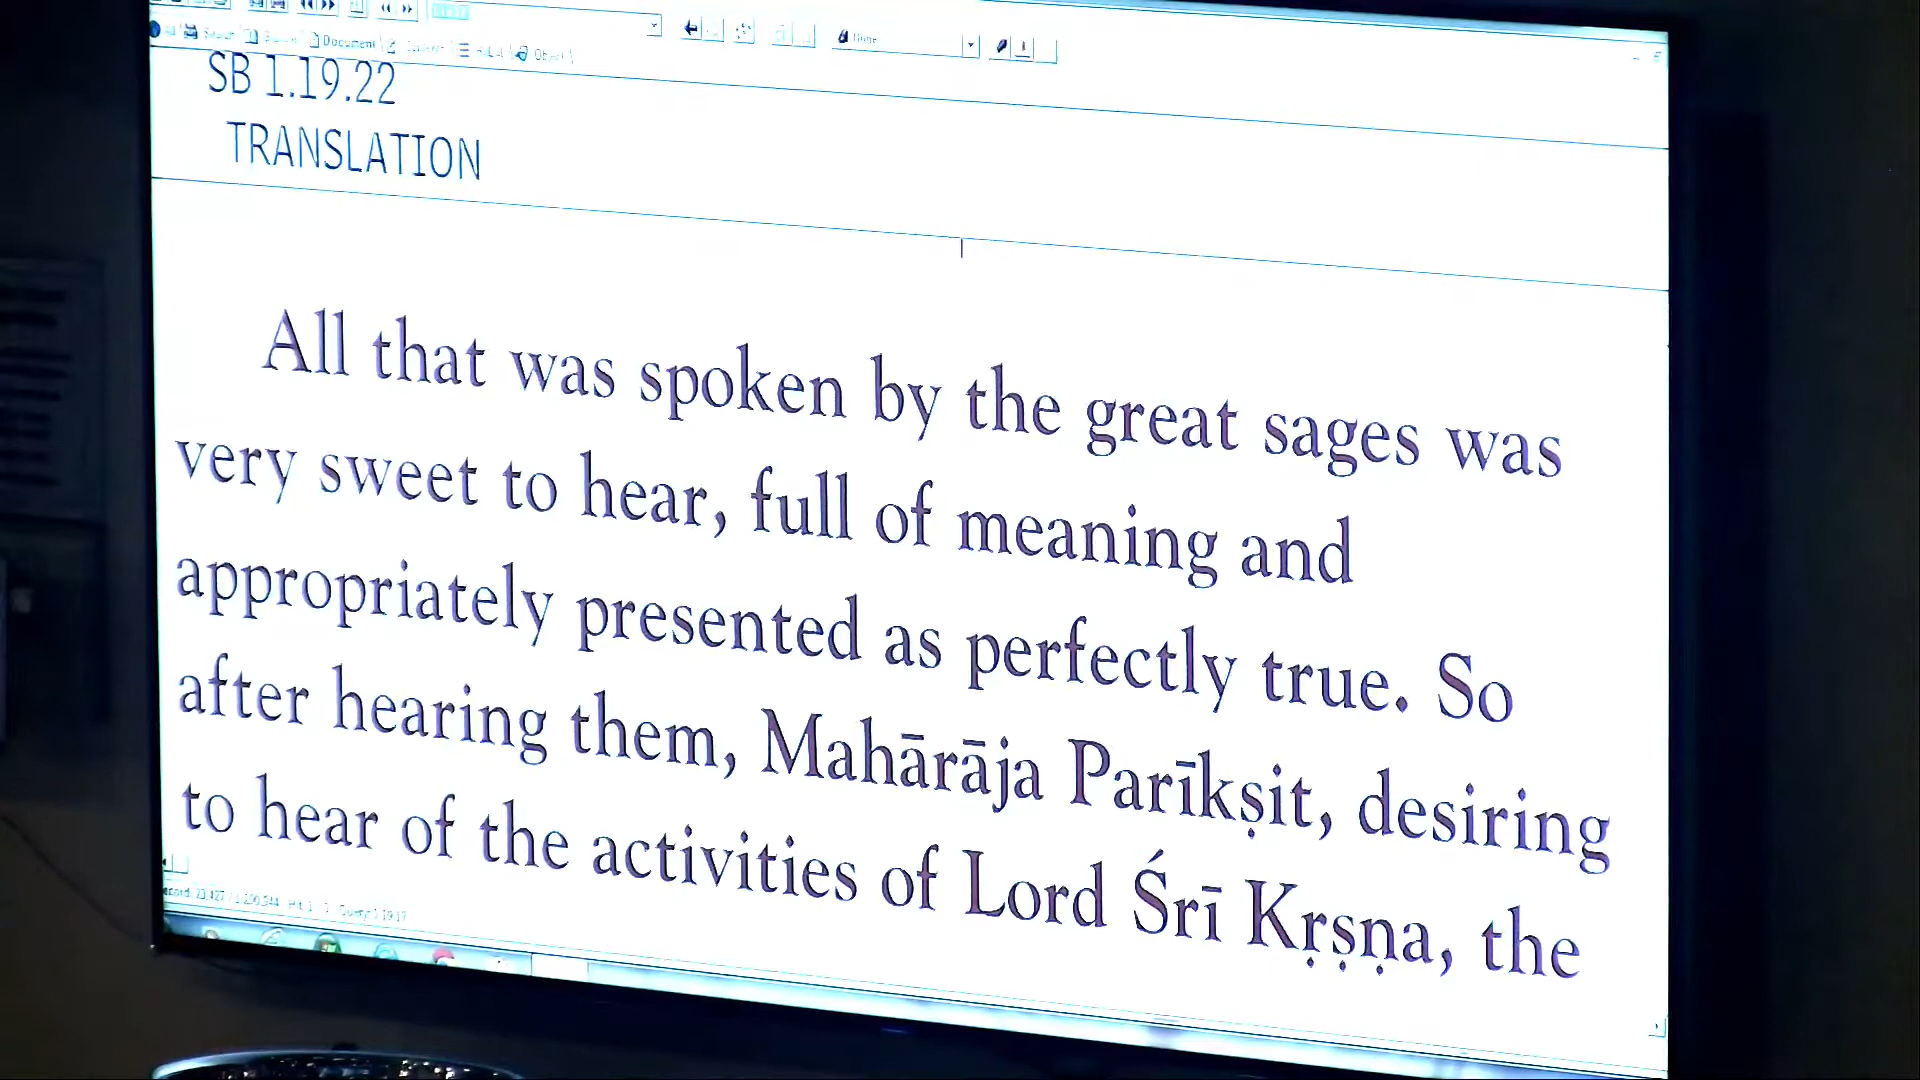 Document
SB 1.19.22
TRANSLATION
All that was spoken by the great sages was
very sweet to hear, full of meaning and
appropriately presented as perfectly true. So
after hearing them, Mahārāja Parīkṣit, desiring
to hear of the activities of Lord Śrī Kṛṣṇa, the